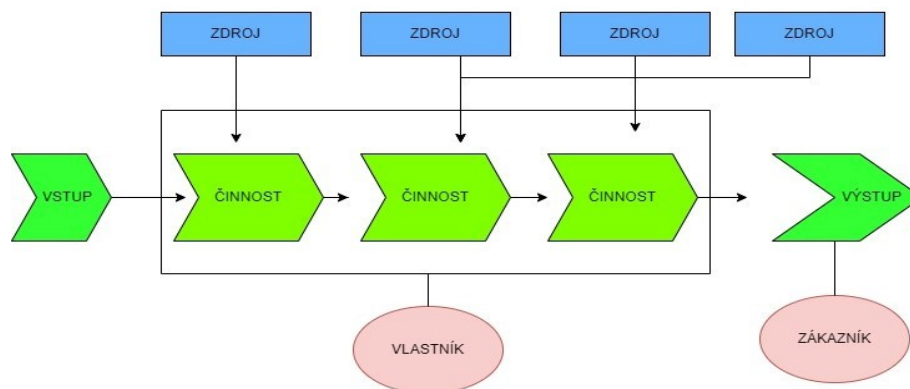 ZDROJ
ZDROJ
ZDROJ
ZDROJ
VSTUP
ČINNOST
ČINNOST
ČINNOST
VÝSTUP
VLASTNÍK
ZÁKAZNÍK